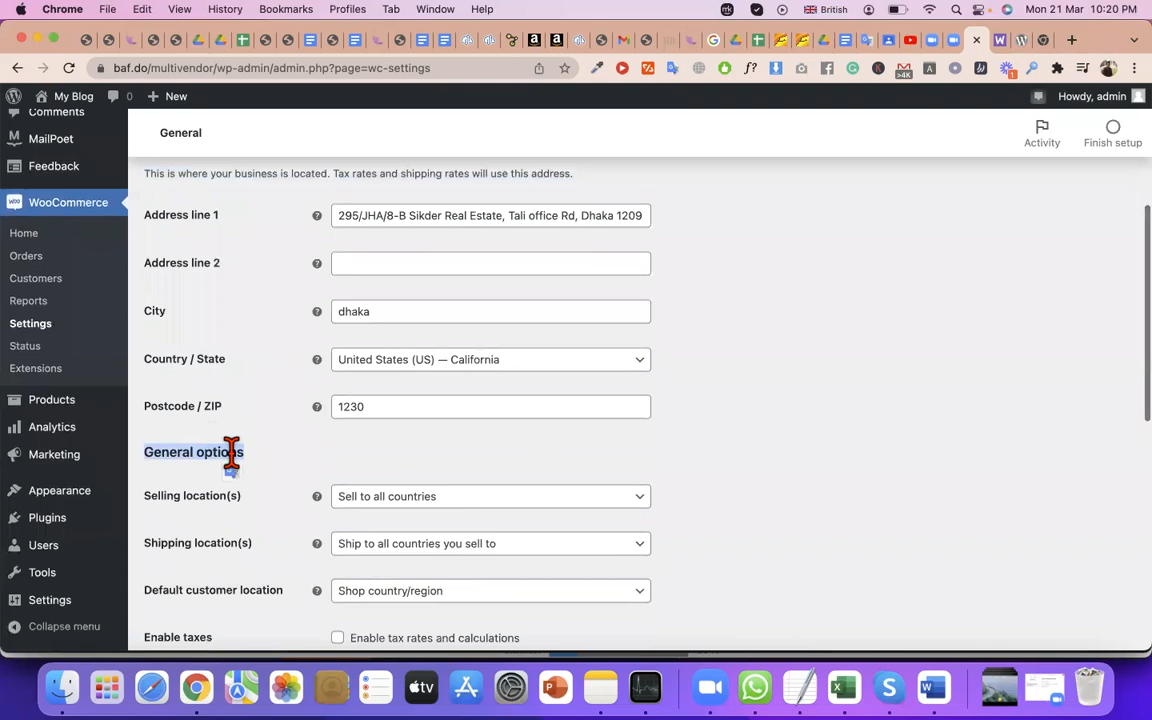 Chrome File Edit View History Bookmarks Profiles Tab Window Help British Mon 21 Mar 10:20 PM
baf.do/multivendor/wp-admin/admin.php?page=wc-settings
>4K
1
My Blog 0 New Howdy, admin
Comments
MailPoet
Feedback
WooCommerce
Home
Orders
Customers
Reports
Settings
Status
Extensions
Products
Analytics
Marketing
Appearance
Plugins
Users
Tools
Settings
Collapse menu
General
Activity
Finish setup
This is where your business is located. Tax rates and shipping rates will use this address.
Address line 1 295/JHA/8-B Sikder Real Estate, Tali office Rd, Dhaka 1209
Address line 2
City dhaka
Country / State United States (US) — California
Postcode / ZIP 1230
General options
Selling location(s) Sell to all countries
Shipping location(s) Ship to all countries you sell to
Default customer location Shop country/region
Enable taxes Enable tax rates and calculations
tv